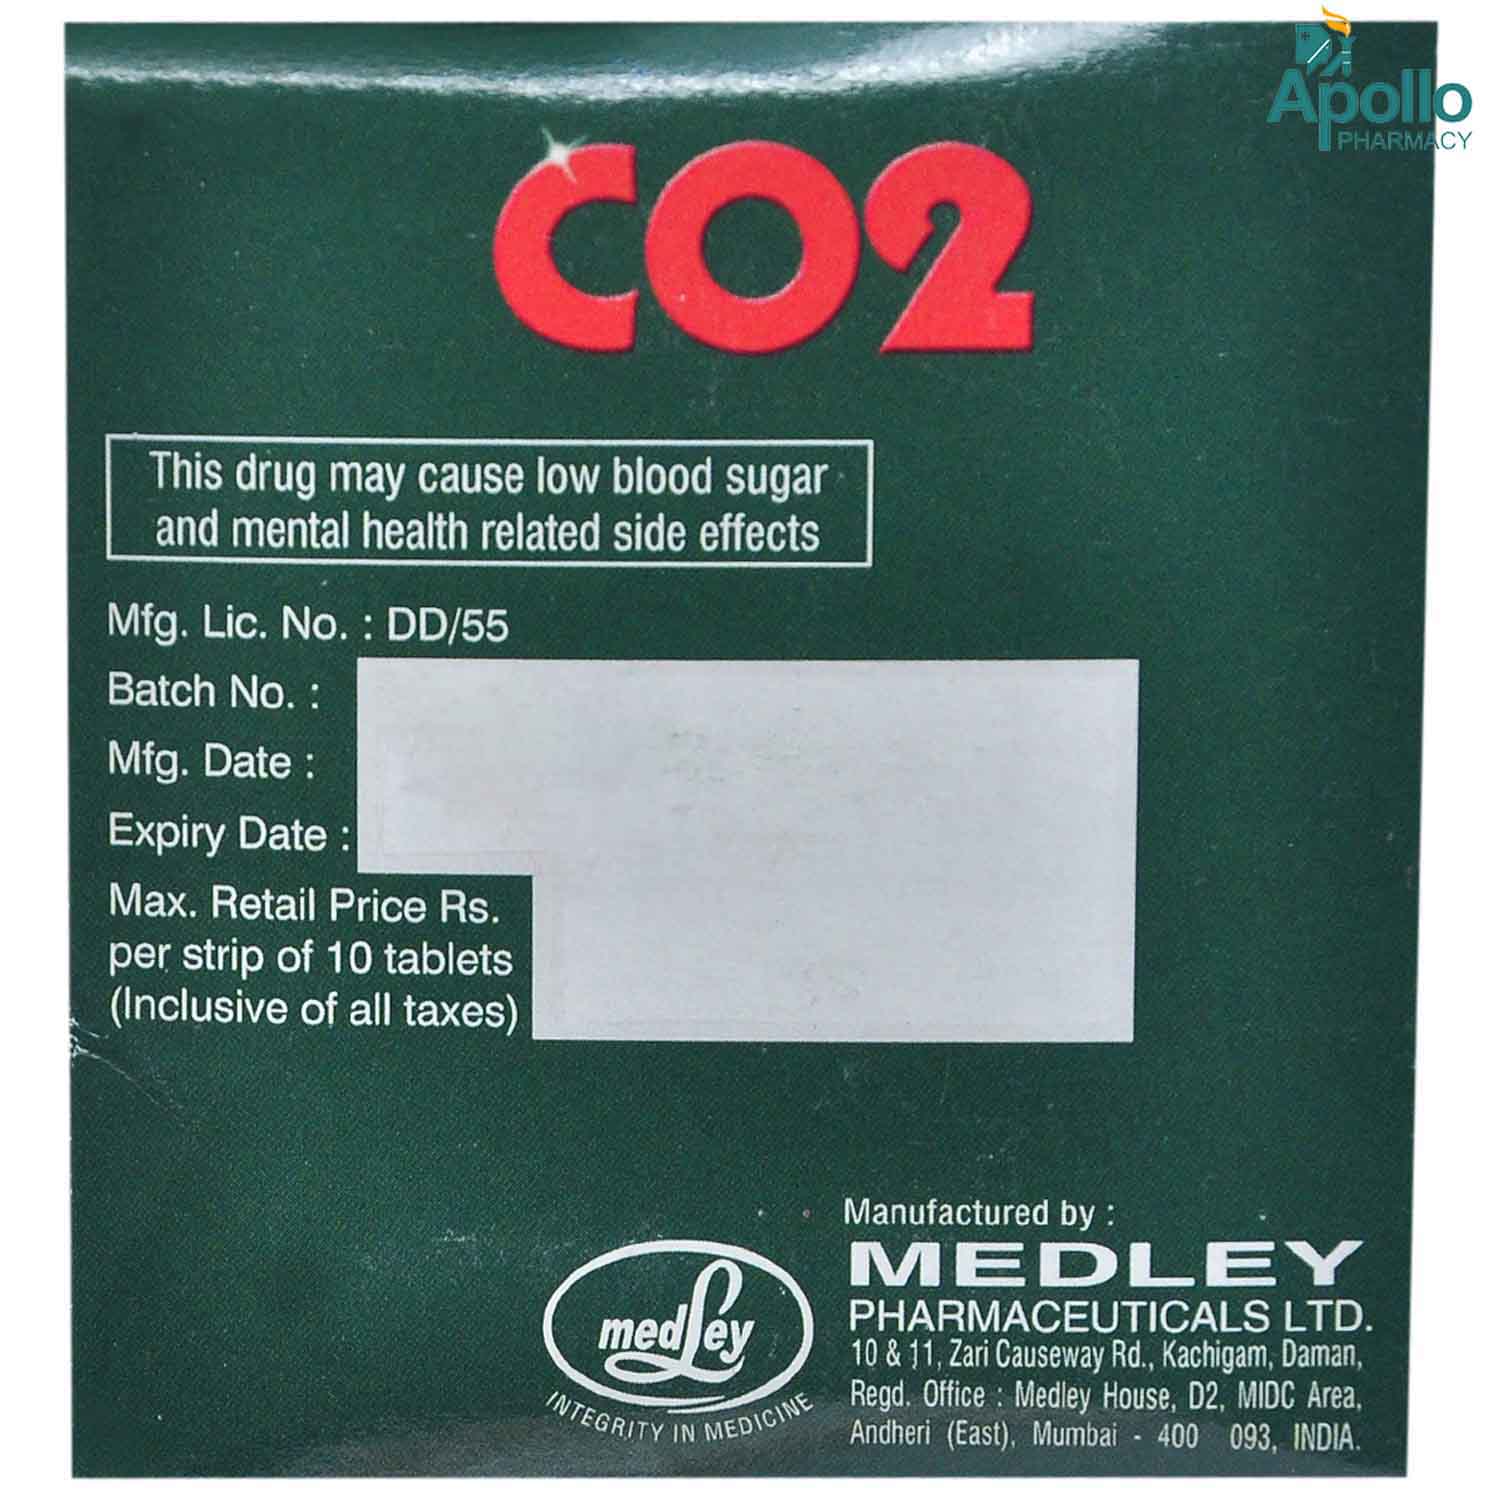 Apollo
PHARMACY
CO2
This drug may cause low blood sugar
and mental health related side effects
Mfg. Lic. No. : DD/55
Batch No. :
Mfg. Date :
Expiry Date :
Max. Retail Price Rs.
per strip of 10 tablets
(Inclusive of all taxes)
Manufactured by :
MEDLEY
PHARMACEUTICALS LTD.
10 & 11, Zari Causeway Rd., Kachigam, Daman,
Regd. Office : Medley House, D2, MIDC Area,
Andheri (East), Mumbai - 400 093, INDIA.
medley
INTEGRITY IN MEDICINE